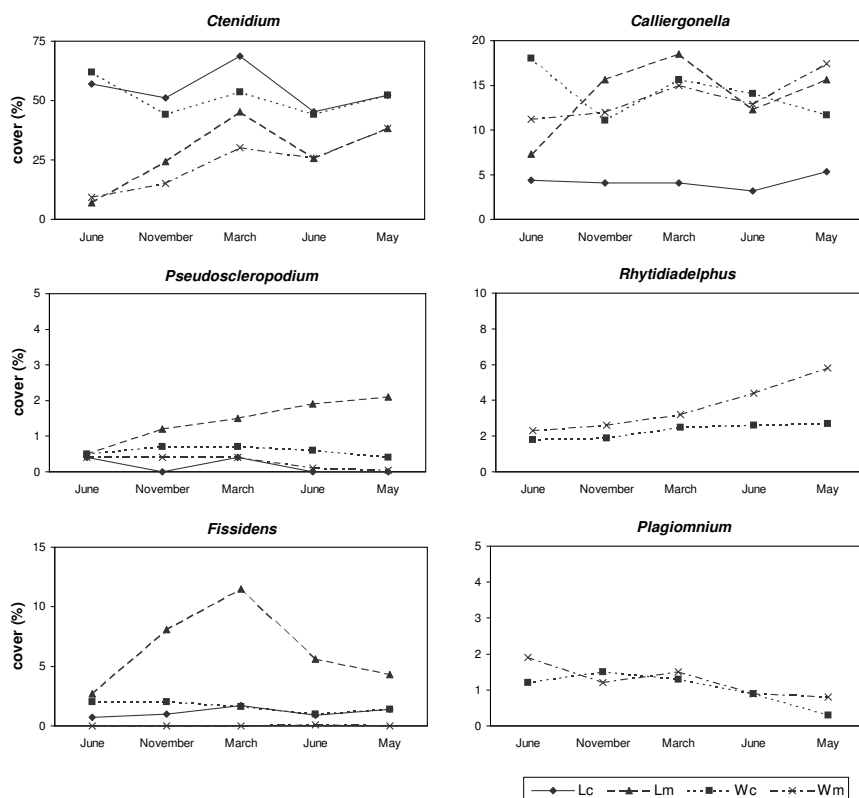 Ctenidium
75
50
25
0
cover (%)
June November March June May
Calliergonella
20
15
10
5
0
June November March June May
Pseudoscleropodium
5
4
3
2
1
0
cover (%)
June November March June May
Rhytidiadelphus
10
8
6
4
2
0
June November March June May
Fissidens
15
10
5
0
cover (%)
June November March June May
Plagiomnium
5
4
3
2
1
0
June November March June May
Lc Lm Wc Wm